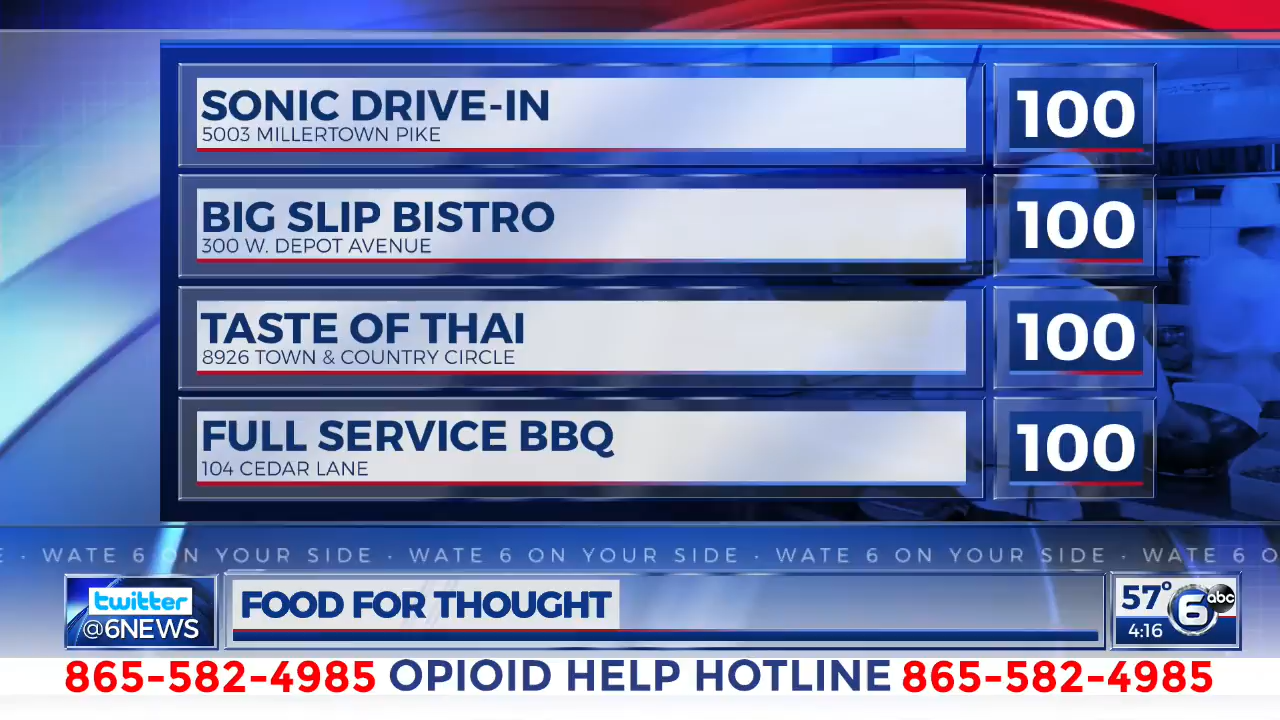 SONIC DRIVE-IN
5003 MILLERTOWN PIKE
100
BIG SLIP BISTRO
300 W. DEPOT AVENUE
100
TASTE OF THAI
8926 TOWN & COUNTRY CIRCLE
100
FULL SERVICE BBQ
104 CEDAR LANE
100
E · WATE 6 ON YOUR SIDE · WATE 6 ON YOUR SIDE · WATE 6 ON YOUR SIDE · WATE 6 O
twitter
@6NEWS
FOOD FOR THOUGHT
57°
4:16
6
abc
865-582-4985 OPIOID HELP HOTLINE 865-582-4985